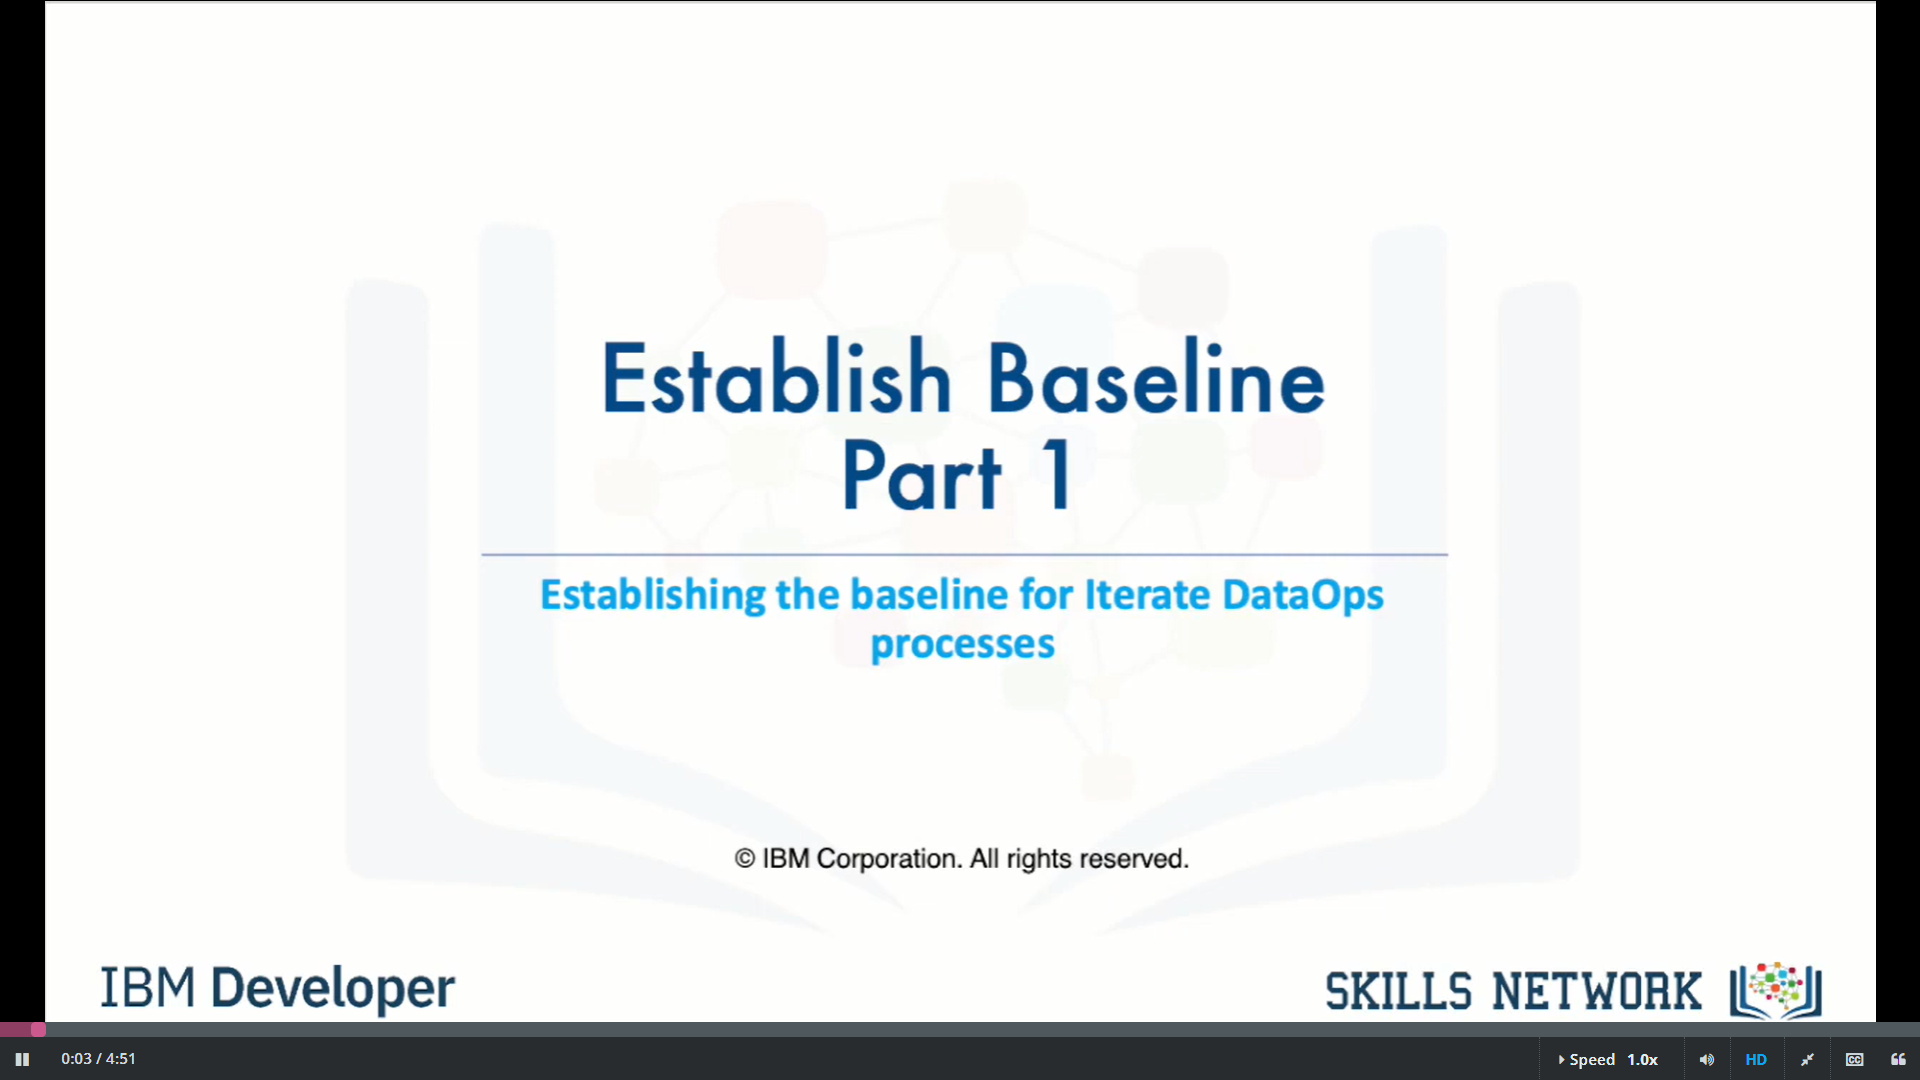 Establish Baseline
Part 1
Establishing the baseline for Iterate DataOps
processes
© IBM Corporation. All rights reserved.
IBM Developer
SKILLS NETWORK
0:03 / 4:51
Speed 1.0x
HD
CC